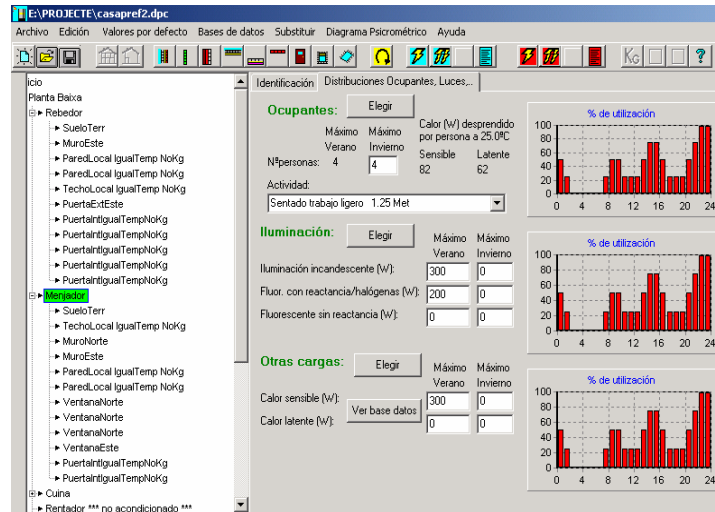 E:\PROJECTE\casapref2.dpc
Archivo Edición Valores por defecto Bases de datos Substituir Diagrama Psicrométrico Ayuda
KG ?
icio
Planta Baixa
Rebedor
SueloTerr
MuroEste
ParedLocal IgualTemp NoKg
ParedLocal IgualTemp NoKg
TechoLocal IgualTemp NoKg
PuertaExtEste
PuertaIntIgualTempNoKg
PuertaIntIgualTempNoKg
PuertaIntIgualTempNoKg
PuertaIntIgualTempNoKg
PuertaIntIgualTempNoKg
Menjador
SueloTerr
TechoLocal IgualTemp NoKg
MuroNorte
MuroEste
ParedLocal IgualTemp NoKg
ParedLocal IgualTemp NoKg
VentanaNorte
VentanaNorte
VentanaNorte
VentanaEste
PuertaIntIgualTempNoKg
PuertaIntIgualTempNoKg
Cuina
Rentador *** no acondicionado ***
Identificación Distribuciones Ocupantes, Luces,..
Ocupantes: Elegir
Máximo Verano Máximo Invierno
Calor (W) desprendido por persona a 25.0ºC
Sensible Latente
Nªpersonas: 4 4 82 62
Actividad:
Sentado trabajo ligero 1.25 Met
Iluminación: Elegir
Máximo Verano Máximo Invierno
Iluminación incandescente (W): 300 0
Fluor. con reactancia/halógenas (W): 200 0
Fluorescente sin reactancia (W): 0 0
Otras cargas: Elegir
Máximo Verano Máximo Invierno
Calor sensible (W): 300 0
Ver base datos
Calor latente (W): 0 0
% de utilización
100
80
60
40
20
0
0 4 8 12 16 20 24
% de utilización
100
80
60
40
20
0
0 4 8 12 16 20 24
% de utilización
100
80
60
40
20
0
0 4 8 12 16 20 24